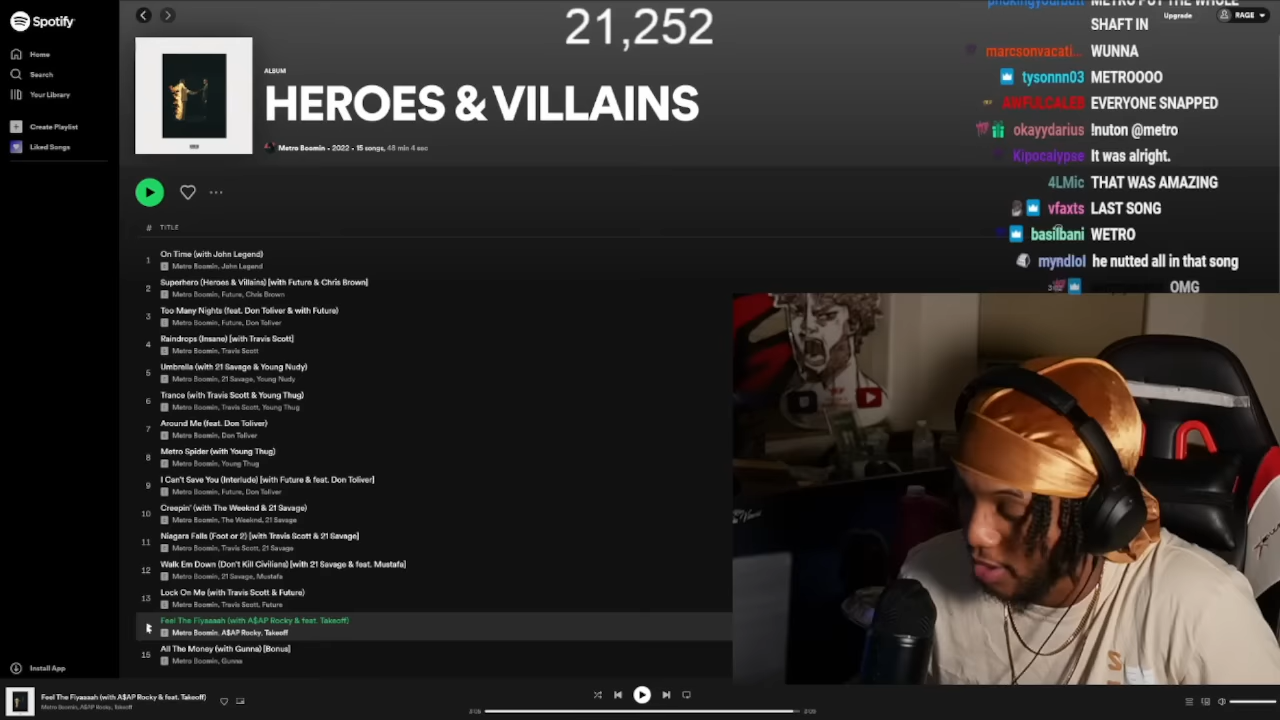 Spotify
Home
Search
Your Library
Create Playlist
Liked Songs
Install App
21,252
Upgrade
RAGE
ALBUM
HEROES & VILLAINS
Metro Boomin • 2022 • 15 songs, 48 min 4 sec
# TITLE
1 On Time (with John Legend)
Metro Boomin, John Legend
2 Superhero (Heroes & Villains) [with Future & Chris Brown]
Metro Boomin, Future, Chris Brown
3 Too Many Nights (feat. Don Toliver & with Future)
Metro Boomin, Future, Don Toliver
4 Raindrops (Insane) [with Travis Scott]
Metro Boomin, Travis Scott
5 Umbrella (with 21 Savage & Young Nudy)
Metro Boomin, 21 Savage, Young Nudy
6 Trance (with Travis Scott & Young Thug)
Metro Boomin, Travis Scott, Young Thug
7 Around Me (feat. Don Toliver)
Metro Boomin, Don Toliver
8 Metro Spider (with Young Thug)
Metro Boomin, Young Thug
9 I Can't Save You (Interlude) [with Future & feat. Don Toliver]
Metro Boomin, Future, Don Toliver
10 Creepin' (with The Weeknd & 21 Savage)
Metro Boomin, The Weeknd, 21 Savage
11 Niagara Falls (Foot or 2) [with Travis Scott & 21 Savage]
Metro Boomin, Travis Scott, 21 Savage
12 Walk Em Down (Don't Kill Civilians) [with 21 Savage & feat. Mustafa]
Metro Boomin, 21 Savage, Mustafa
13 Lock On Me (with Travis Scott & Future)
Metro Boomin, Travis Scott, Future
Feel The Fiyaaaah (with A$AP Rocky & feat. Takeoff)
Metro Boomin, A$AP Rocky, Takeoff
15 All The Money (with Gunna) [Bonus]
Metro Boomin, Gunna
METRO PUT THE WHOLE
SHAFT IN
marcsonvacati... WUNNA
tysonnn03 METROOOO
AWFULCALEB EVERYONE SNAPPED
okayydarius !nuton @metro
Kipocalypse It was alright.
4LMic THAT WAS AMAZING
vfaxts LAST SONG
basilbani WETRO
myndlol he nutted all in that song
OMG
Feel The Fiyaaaah (with A$AP Rocky & feat. Takeoff)
Metro Boomin, A$AP Rocky, Takeoff